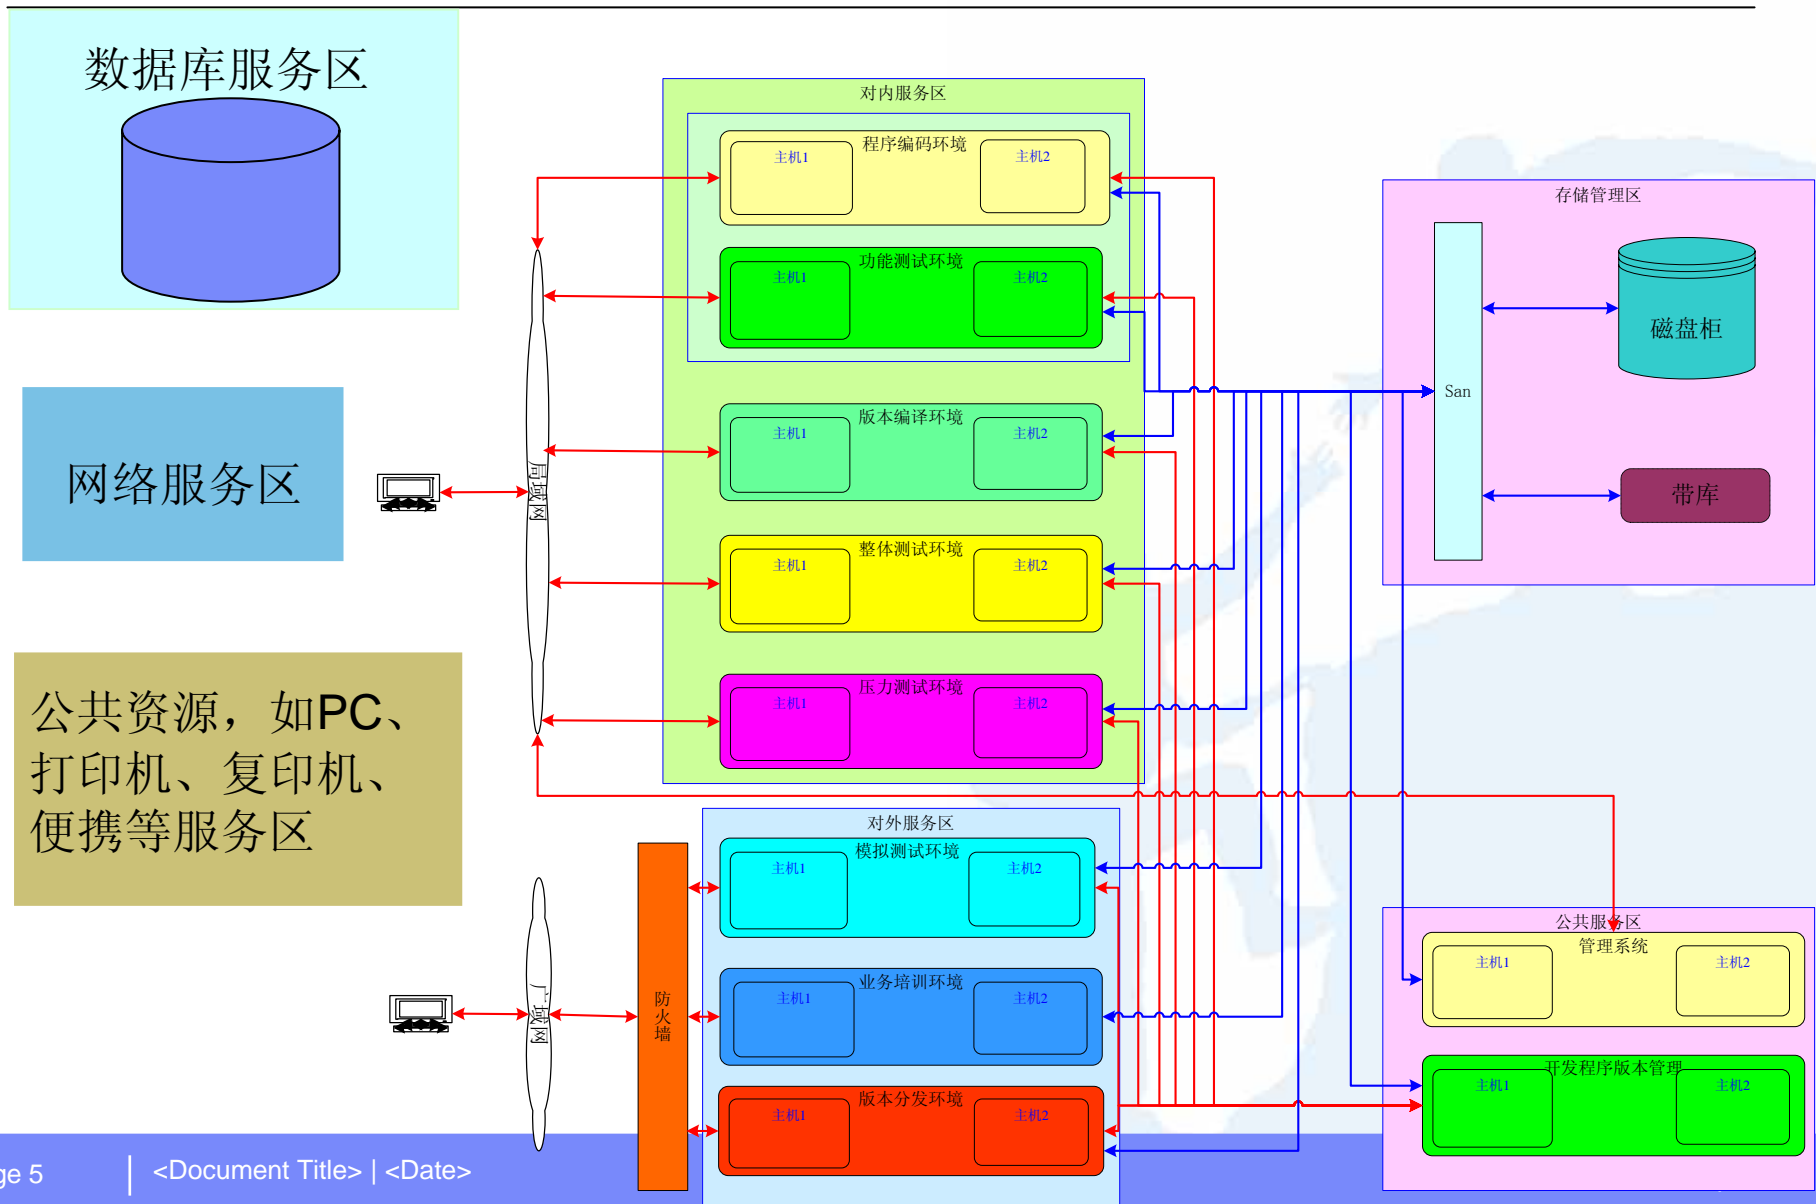 数据库服务区
网络服务区
公共资源，如PC、
打印机、复印机、
便携等服务区
局域网
广域网
防火墙
对内服务区
程序编码环境
主机1
主机2
功能测试环境
主机1
主机2
版本编译环境
主机1
主机2
整体测试环境
主机1
主机2
压力测试环境
主机1
主机2
对外服务区
模拟测试环境
主机1
主机2
业务培训环境
主机1
主机2
版本分发环境
主机1
主机2
存储管理区
San
磁盘柜
带库
公共服务区
管理系统
主机1
主机2
开发程序版本管理
主机1
主机2
ge 5
<Document Title> | <Date>